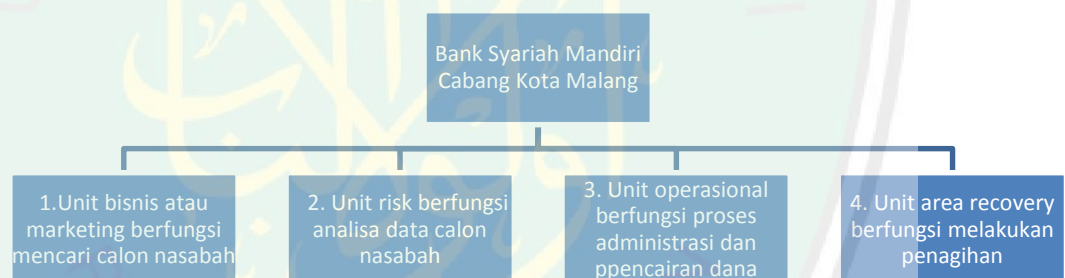 Bank Syariah Mandiri
Cabang Kota Malang
1.Unit bisnis atau
marketing berfungsi
mencari calon nasabah
2. Unit risk berfungsi
analisa data calon
nasabah
3. Unit operasional
berfungsi proses
administrasi dan
ppencairan dana
4. Unit area recovery
berfungsi melakukan
penagihan